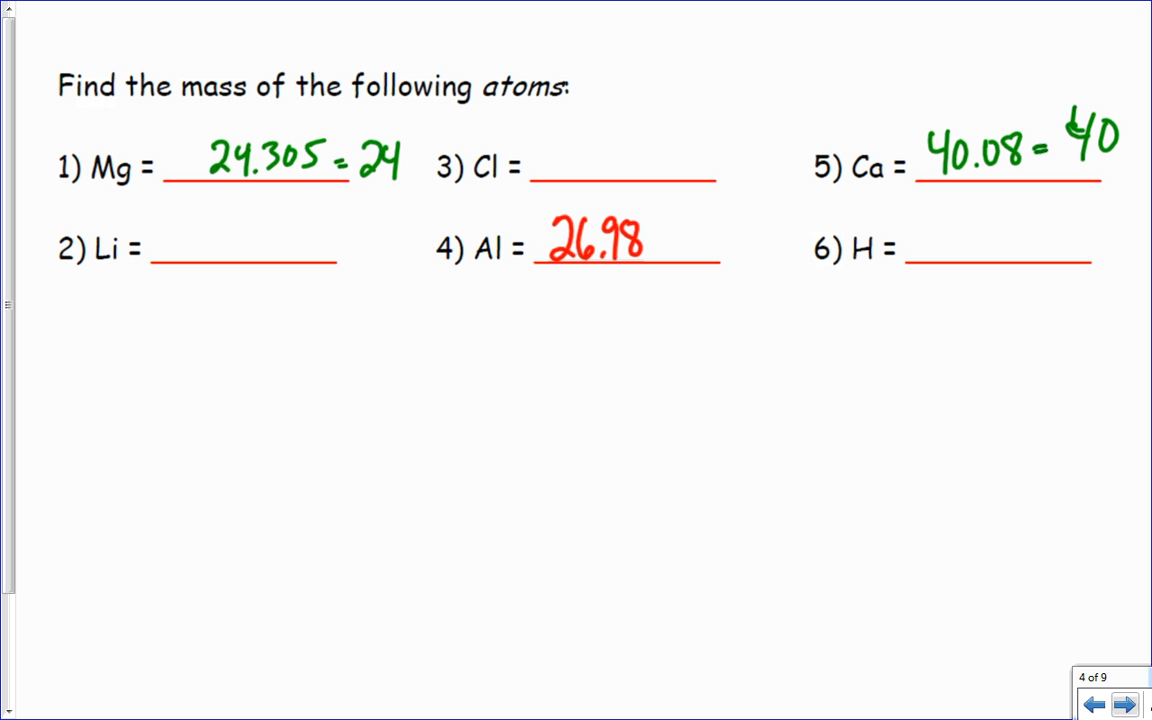 Find the mass of the following atoms:
1) Mg = 24.305 = 24 3) Cl = 5) Ca = 40.08 = 40
2) Li = 4) Al = 26.98 6) H =
4 of 9